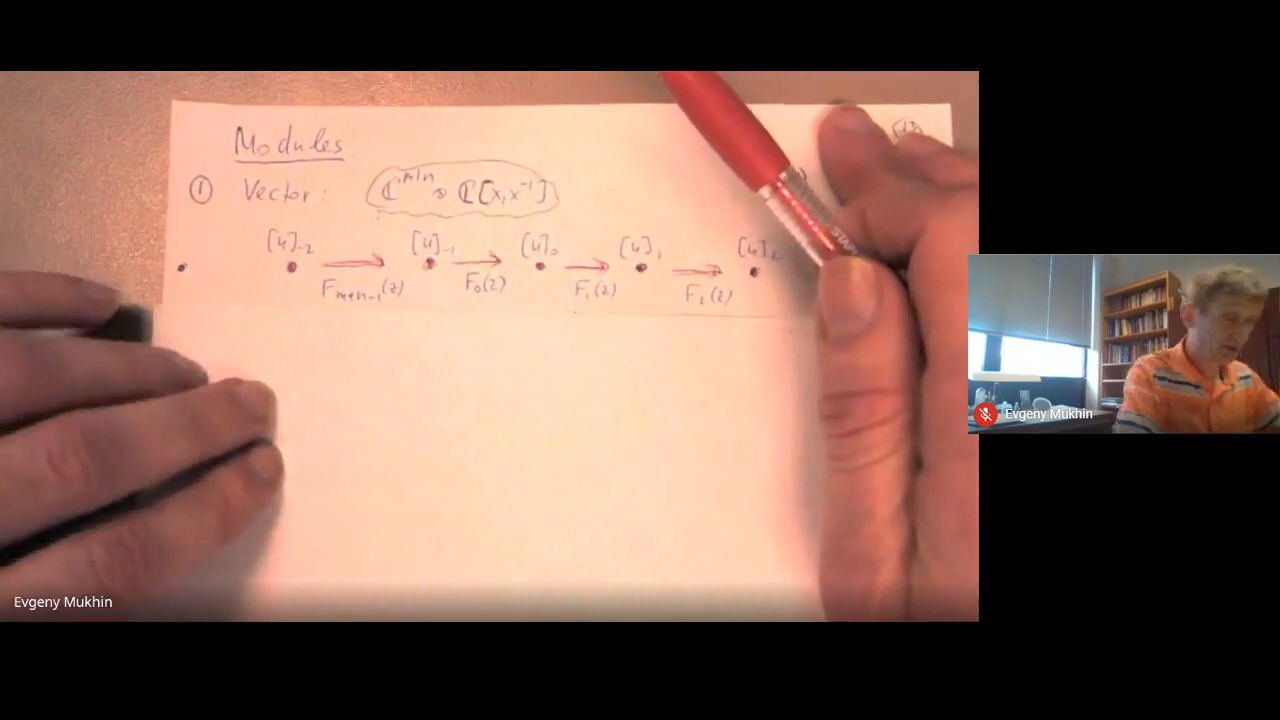 Modules
① Vector: ℂ^{m|n} ⊗ ℂ[x, x⁻¹]
[u]₋₂ [u]₋₁ [u]₀ [u]₁ [u]₂
F_{m+n-1}(z) F₀(z) F₁(z) F₂(z)
Evgeny Mukhin
Evgeny Mukhin